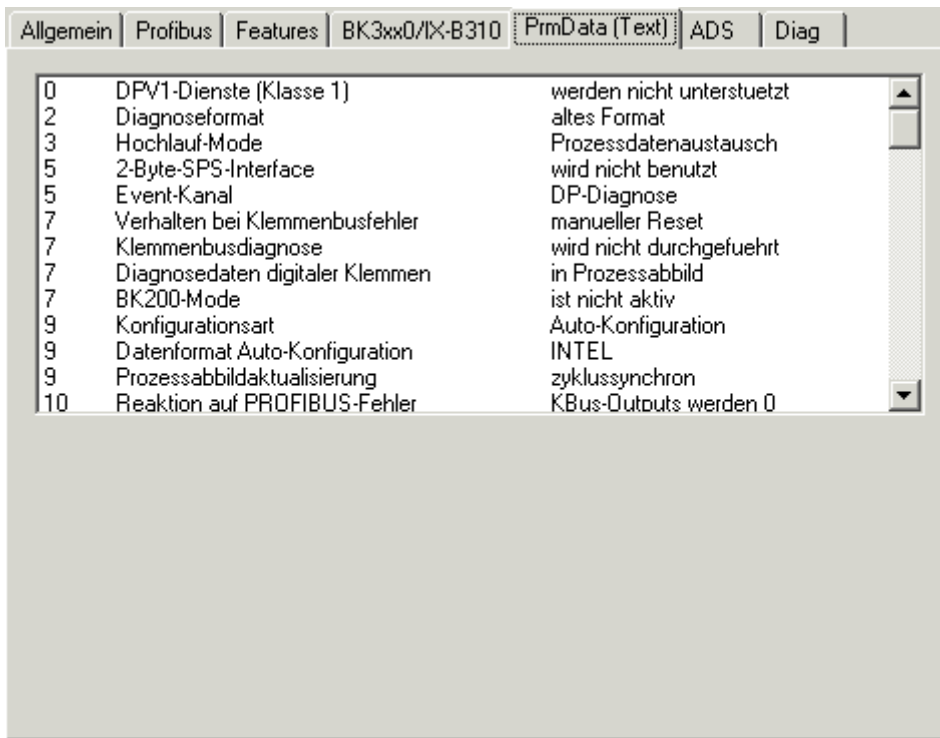 Allgemein Profibus Features BK3xx0/IX-B310 PrmData (Text) ADS Diag
0 DPV1-Dienste (Klasse 1) werden nicht unterstuetzt
2 Diagnoseformat altes Format
3 Hochlauf-Mode Prozessdatenaustausch
5 2-Byte-SPS-Interface wird nicht benutzt
5 Event-Kanal DP-Diagnose
7 Verhalten bei Klemmenbusfehler manueller Reset
7 Klemmenbusdiagnose wird nicht durchgefuehrt
7 Diagnosedaten digitaler Klemmen in Prozessabbild
7 BK200-Mode ist nicht aktiv
9 Konfigurationsart Auto-Konfiguration
9 Datenformat Auto-Konfiguration INTEL
9 Prozessabbildaktualisierung zyklussynchron
10 Reaktion auf PROFIBUS-Fehler KBus-Outputs werden 0